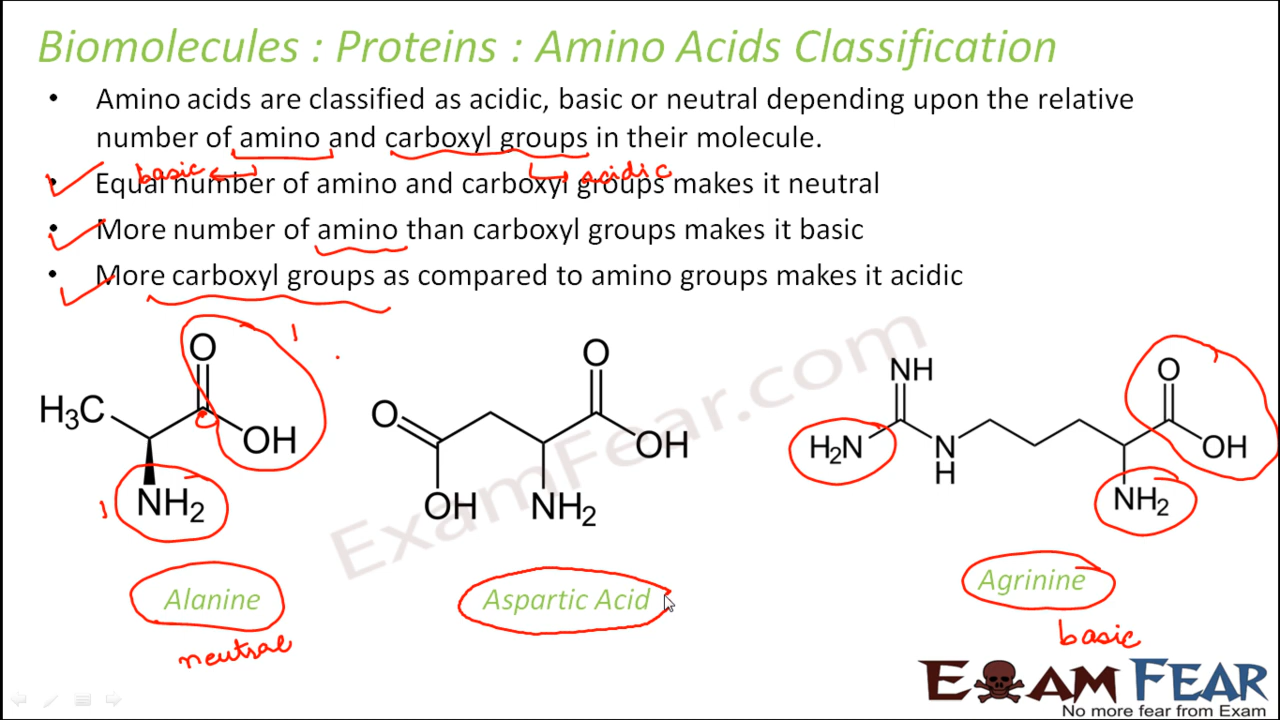 Biomolecules : Proteins : Amino Acids Classification
• Amino acids are classified as acidic, basic or neutral depending upon the relative
number of amino and carboxyl groups in their molecule.
basic acidic
• Equal number of amino and carboxyl groups makes it neutral
• More number of amino than carboxyl groups makes it basic
• More carboxyl groups as compared to amino groups makes it acidic
O 1
H₃C
OH
1 NH₂
O
O
OH
OH NH₂
NH
O
H₂N
N
H
OH
NH₂
ExamFear.com
Alanine
Aspartic Acid
Agrinine
neutral
basic
EXAM FEAR
No more fear from Exam